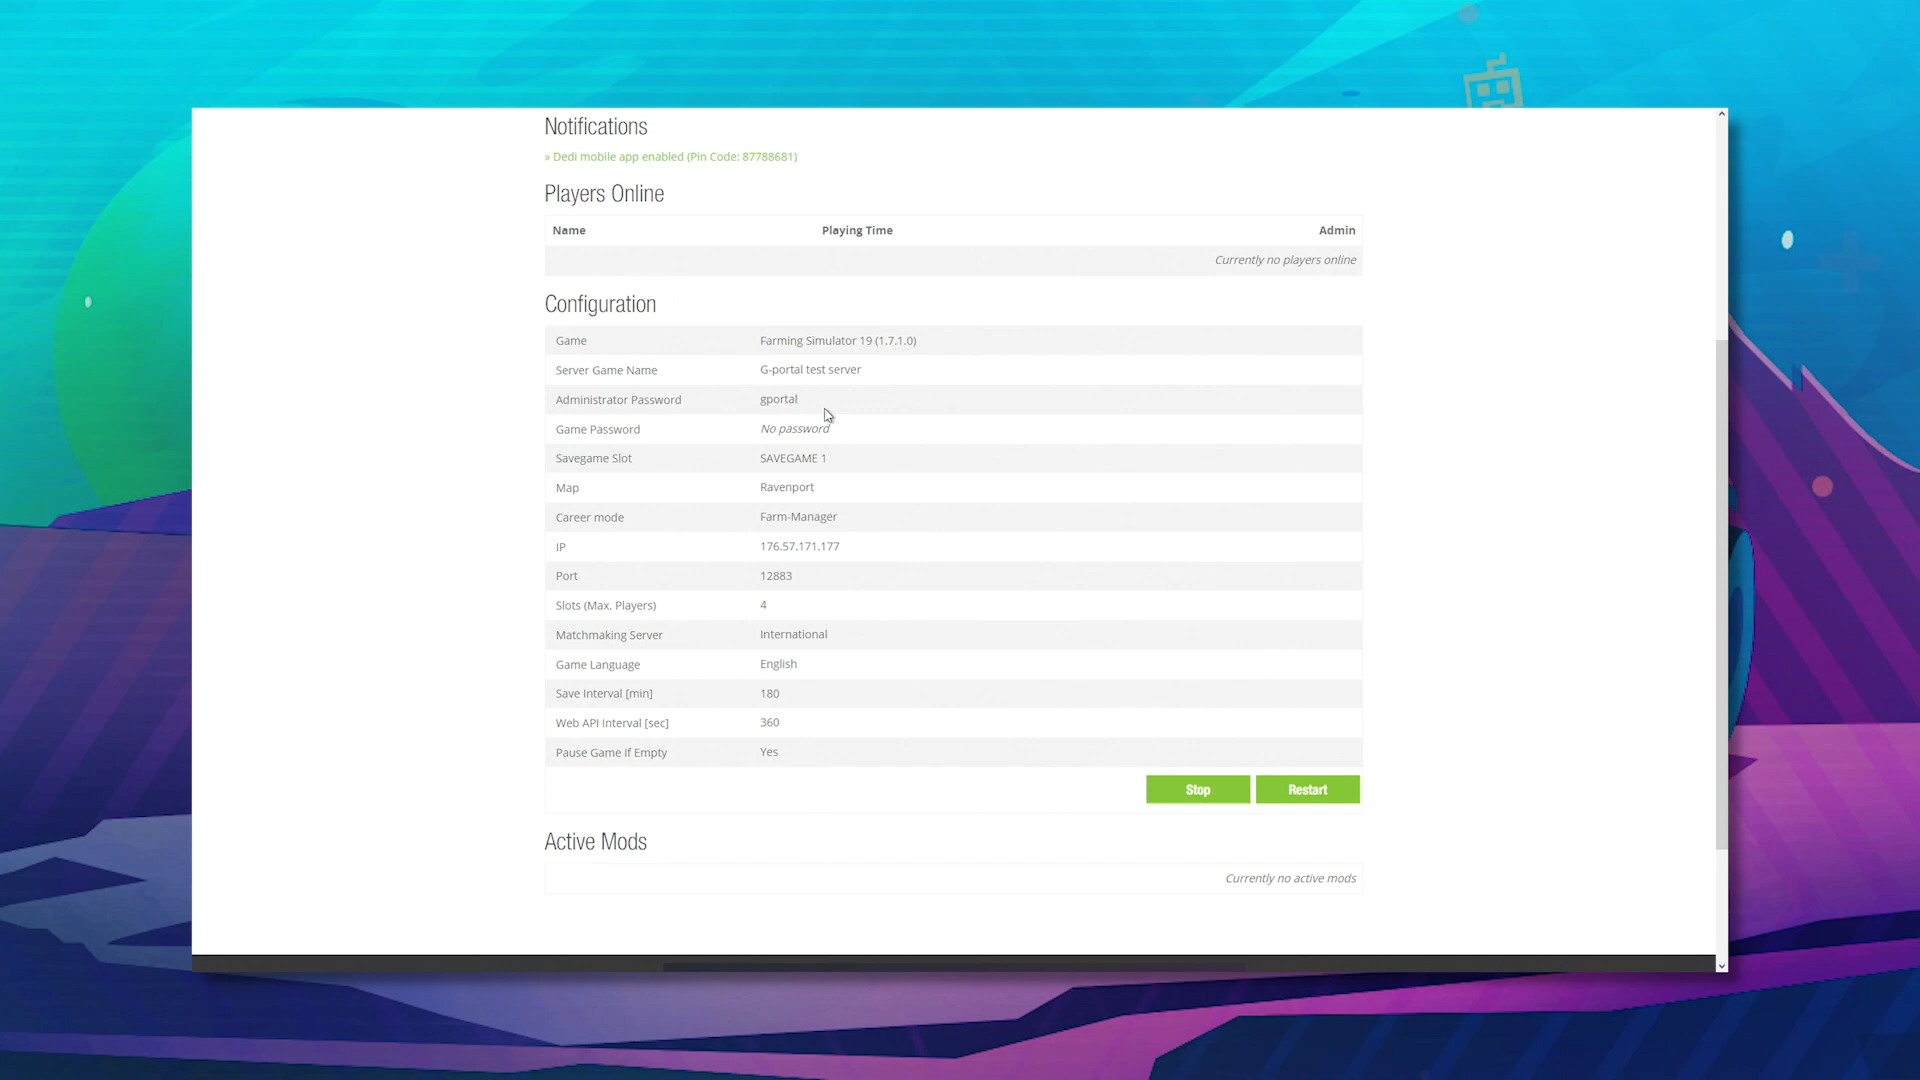 Notifications
» Dedi mobile app enabled (Pin Code: 87788681)
Players Online
Name Playing Time Admin
Currently no players online
Configuration
Game Farming Simulator 19 (1.7.1.0)
Server Game Name G-portal test server
Administrator Password gportal
Game Password No password
Savegame Slot SAVEGAME 1
Map Ravenport
Career mode Farm-Manager
IP 176.57.171.177
Port 12883
Slots (Max. Players) 4
Matchmaking Server International
Game Language English
Save Interval [min] 180
Web API Interval [sec] 360
Pause Game If Empty Yes
Stop Restart
Active Mods
Currently no active mods